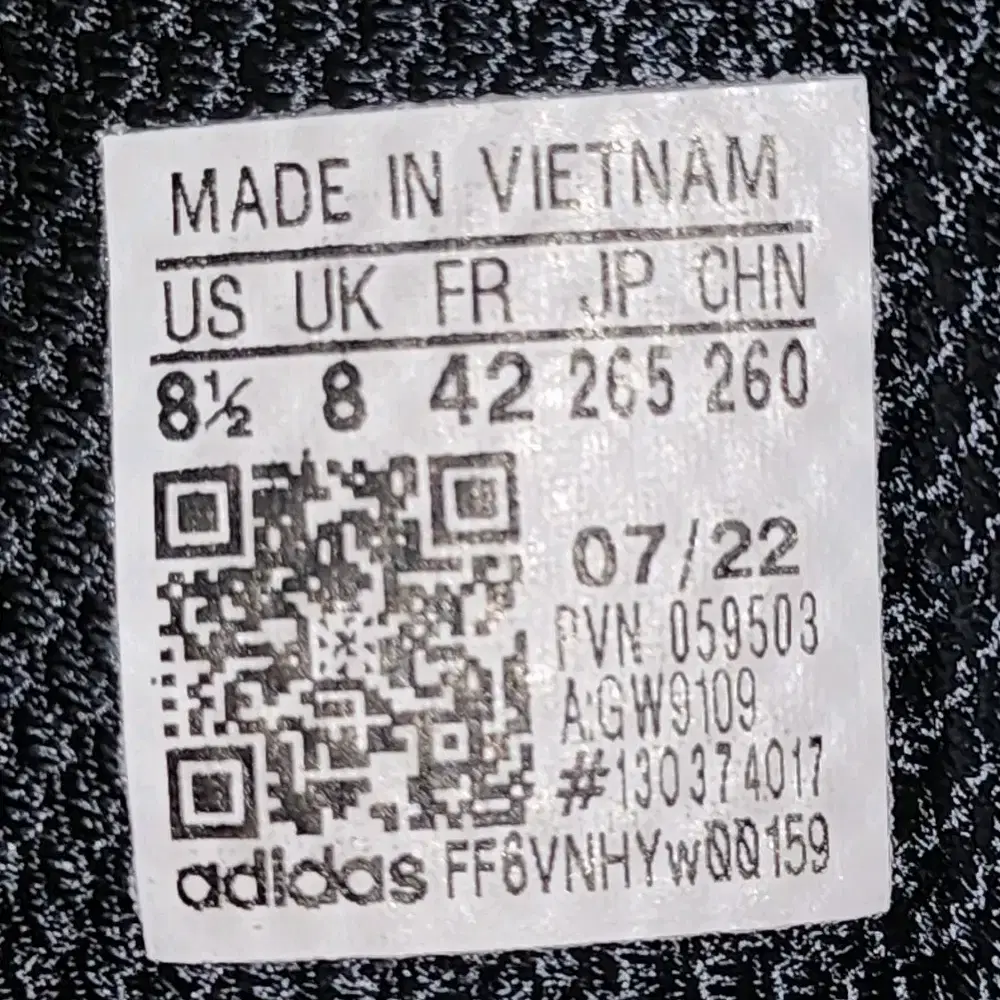 MADE IN VIETNAM
US UK FR JP CHN
8½ 8 42 265 260
07/22
PVN 059503
A:GW9109
#130374017
adidas FF6VNHYwQQ159